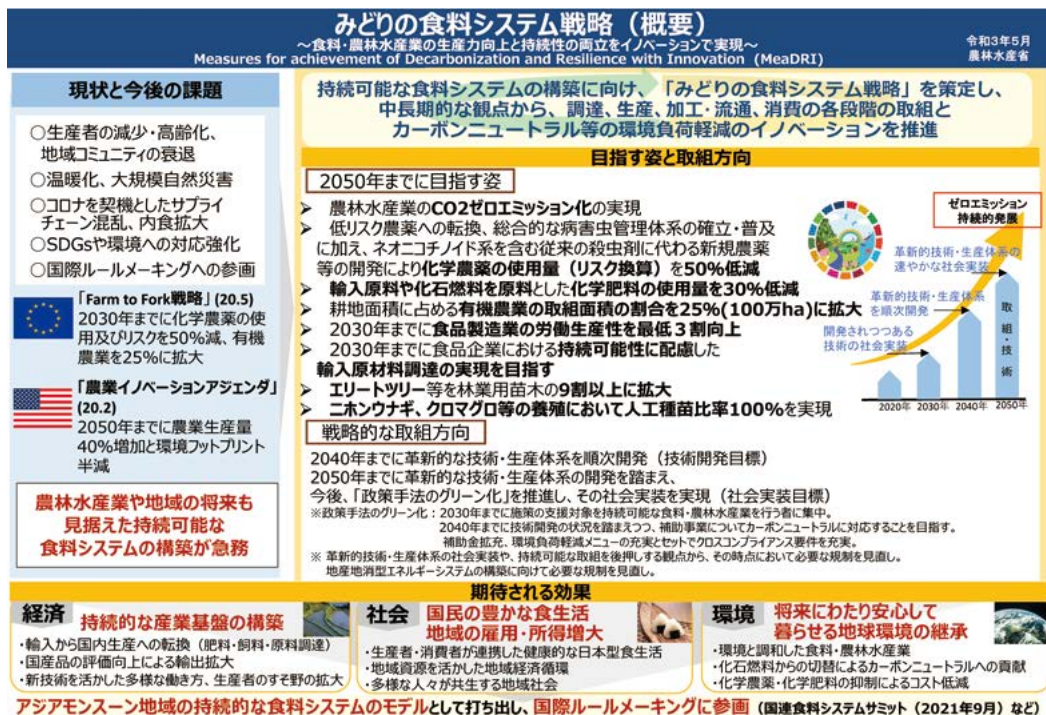 みどりの食料システム戦略（概要）
～食料・農林水産業の生産力向上と持続性の両立をイノベーションで実現～
Measures for achievement of Decarbonization and Resilience with Innovation (MeaDRI)
令和3年5月
農林水産省
現状と今後の課題
○生産者の減少・高齢化、
地域コミュニティの衰退
○温暖化、大規模自然災害
○コロナを契機としたサプライ
チェーン混乱、内食拡大
○SDGsや環境への対応強化
○国際ルールメーキングへの参画
「Farm to Fork戦略」(20.5)
2030年までに化学農薬の使
用及びリスクを50%減、有機
農業を25%に拡大
「農業イノベーションアジェンダ」
(20.2)
2050年までに農業生産量
40%増加と環境フットプリント
半減
農林水産業や地域の将来も
見据えた持続可能な
食料システムの構築が急務
持続可能な食料システムの構築に向け、「みどりの食料システム戦略」を策定し、
中長期的な観点から、調達、生産、加工・流通、消費の各段階の取組と
カーボンニュートラル等の環境負荷軽減のイノベーションを推進
目指す姿と取組方向
2050年までに目指す姿
➢ 農林水産業のCO2ゼロエミッション化の実現
➢ 低リスク農薬への転換、総合的な病害虫管理体系の確立・普及
に加え、ネオニコチノイド系を含む従来の殺虫剤に代わる新規農薬
等の開発により化学農薬の使用量（リスク換算）を50%低減
➢ 輸入原料や化石燃料を原料とした化学肥料の使用量を30%低減
➢ 耕地面積に占める有機農業の取組面積の割合を25%(100万ha)に拡大
➢ 2030年までに食品製造業の労働生産性を最低３割向上
➢ 2030年までに食品企業における持続可能性に配慮した
輸入原材料調達の実現を目指す
➢ エリートツリー等を林業用苗木の9割以上に拡大
➢ ニホンウナギ、クロマグロ等の養殖において人工種苗比率100%を実現
ゼロエミッション
持続的発展
革新的技術・生産体系の
速やかな社会実装
革新的技術・生産体系
を順次開発
開発されつつある
技術の社会実装
取組・技術
2020年 2030年 2040年 2050年
戦略的な取組方向
2040年までに革新的な技術・生産体系を順次開発（技術開発目標）
2050年までに革新的な技術・生産体系の開発を踏まえ、
今後、「政策手法のグリーン化」を推進し、その社会実装を実現（社会実装目標）
※政策手法のグリーン化：2030年までに施策の支援対象を持続可能な食料・農林水産業を行う者に集中。
2040年までに技術開発の状況を踏まえつつ、補助事業についてカーボンニュートラルに対応することを目指す。
補助金拡充、環境負荷軽減メニューの充実とセットでクロスコンプライアンス要件を充実。
※ 革新的技術・生産体系の社会実装や、持続可能な取組を後押しする観点から、その時点において必要な規制を見直し。
地産地消型エネルギーシステムの構築に向けて必要な規制を見直し。
期待される効果
経済
持続的な産業基盤の構築
・輸入から国内生産への転換（肥料・飼料・原料調達）
・国産品の評価向上による輸出拡大
・新技術を活かした多様な働き方、生産者のすそ野の拡大
社会
国民の豊かな食生活
地域の雇用・所得増大
・生産者・消費者が連携した健康的な日本型食生活
・地域資源を活かした地域経済循環
・多様な人々が共生する地域社会
環境
将来にわたり安心して
暮らせる地球環境の継承
・環境と調和した食料・農林水産業
・化石燃料からの切替によるカーボンニュートラルへの貢献
・化学農薬・化学肥料の抑制によるコスト低減
アジアモンスーン地域の持続的な食料システムのモデルとして打ち出し、国際ルールメーキングに参画（国連食料システムサミット（2021年9月）など）